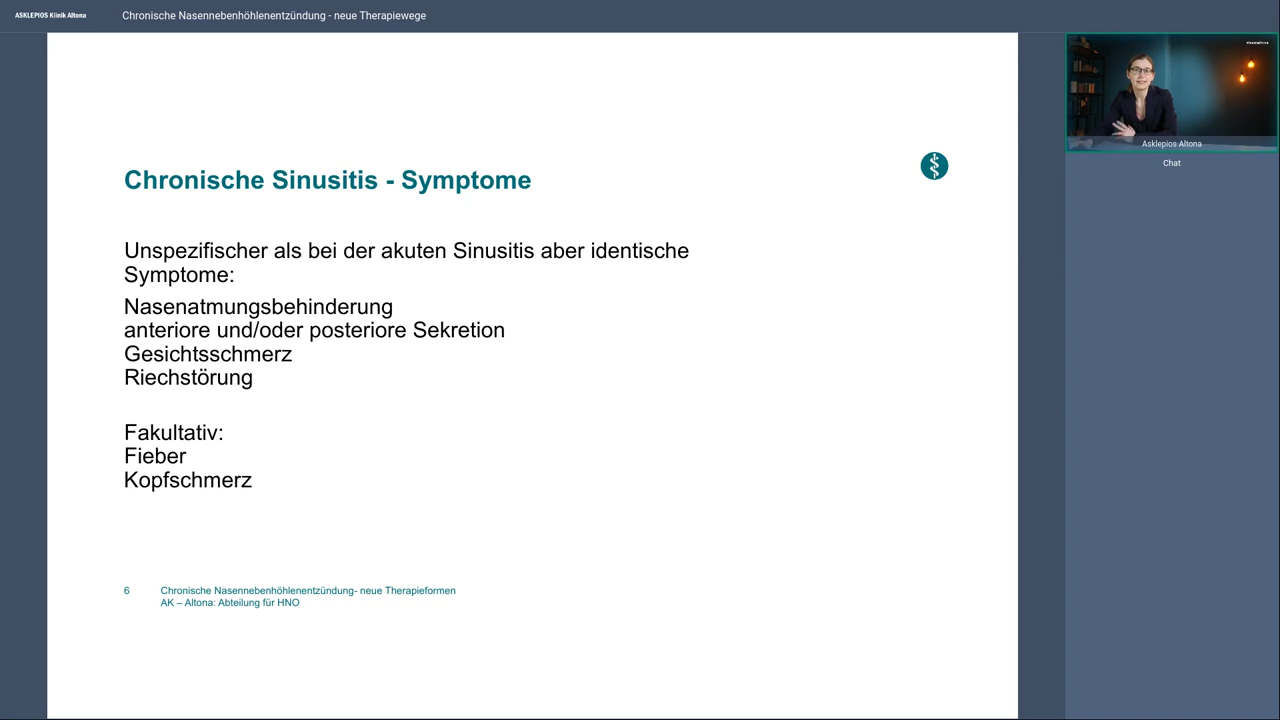 ASKLEPIOS Klinik Altona
Chronische Nasennebenhöhlenentzündung - neue Therapiewege
Asklepios Altona
Chat
Chronische Sinusitis - Symptome
Unspezifischer als bei der akuten Sinusitis aber identische
Symptome:
Nasenatmungsbehinderung
anteriore und/oder posteriore Sekretion
Gesichtsschmerz
Riechstörung
Fakultativ:
Fieber
Kopfschmerz
6 Chronische Nasennebenhöhlenentzündung- neue Therapieformen
AK – Altona: Abteilung für HNO